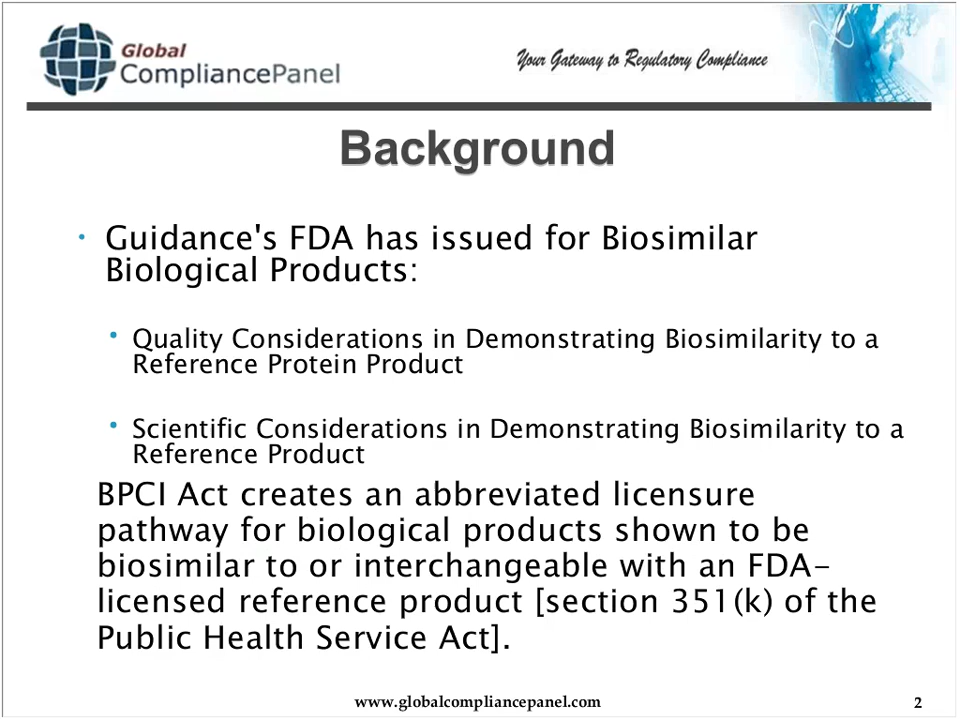 Global
CompliancePanel
Your Gateway to Regulatory Compliance
Background
• Guidance's FDA has issued for Biosimilar
Biological Products:
• Quality Considerations in Demonstrating Biosimilarity to a
Reference Protein Product
• Scientific Considerations in Demonstrating Biosimilarity to a
Reference Product
BPCI Act creates an abbreviated licensure
pathway for biological products shown to be
biosimilar to or interchangeable with an FDA-
licensed reference product [section 351(k) of the
Public Health Service Act].
www.globalcompliancepanel.com
2